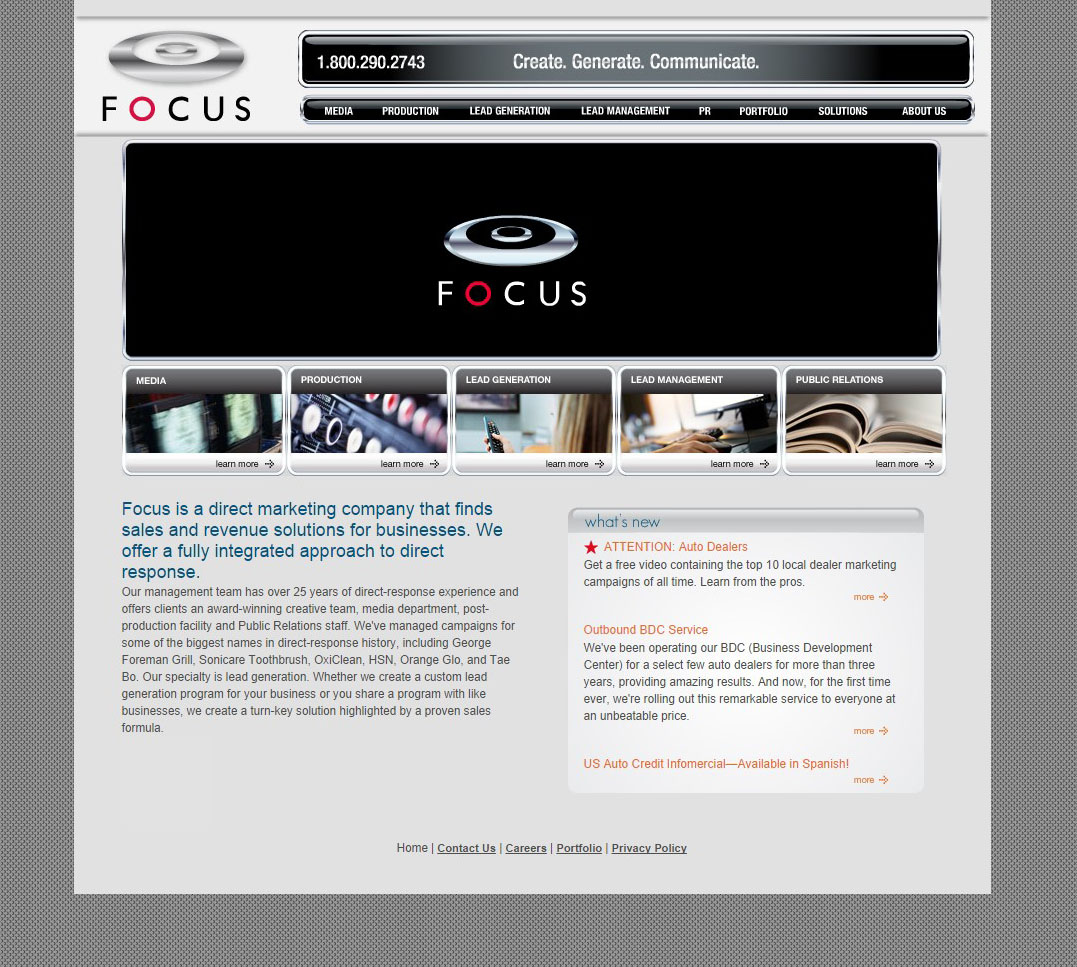 FOCUS
1.800.290.2743
Create. Generate. Communicate.
MEDIA PRODUCTION LEAD GENERATION LEAD MANAGEMENT PR PORTFOLIO SOLUTIONS ABOUT US
FOCUS
MEDIA
learn more
PRODUCTION
learn more
LEAD GENERATION
learn more
LEAD MANAGEMENT
learn more
PUBLIC RELATIONS
learn more
Focus is a direct marketing company that finds
sales and revenue solutions for businesses. We
offer a fully integrated approach to direct
response.
Our management team has over 25 years of direct-response experience and
offers clients an award-winning creative team, media department, post-
production facility and Public Relations staff. We've managed campaigns for
some of the biggest names in direct-response history, including George
Foreman Grill, Sonicare Toothbrush, OxiClean, HSN, Orange Glo, and Tae
Bo. Our specialty is lead generation. Whether we create a custom lead
generation program for your business or you share a program with like
businesses, we create a turn-key solution highlighted by a proven sales
formula.
what's new
ATTENTION: Auto Dealers
Get a free video containing the top 10 local dealer marketing
campaigns of all time. Learn from the pros.
more
Outbound BDC Service
We've been operating our BDC (Business Development
Center) for a select few auto dealers for more than three
years, providing amazing results. And now, for the first time
ever, we're rolling out this remarkable service to everyone at
an unbeatable price.
more
US Auto Credit Infomercial—Available in Spanish!
more
Home | Contact Us | Careers | Portfolio | Privacy Policy